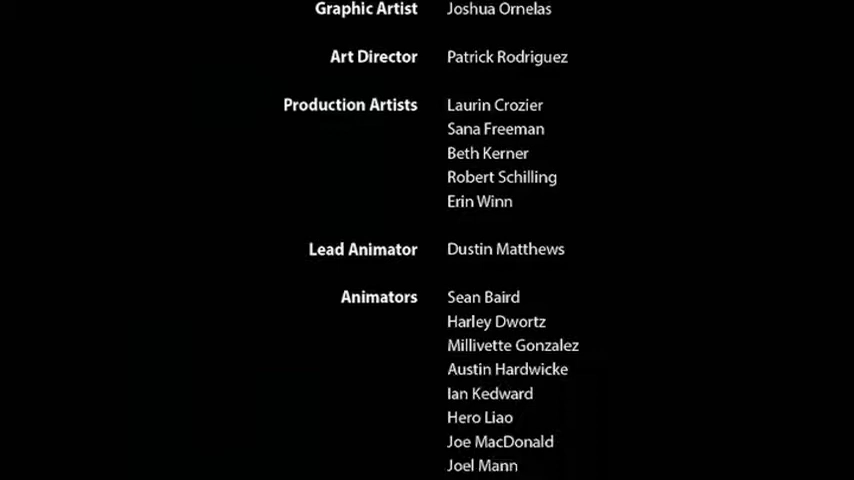 Graphic Artist Joshua Ornelas
Art Director Patrick Rodriguez
Production Artists Laurin Crozier
Sana Freeman
Beth Kerner
Robert Schilling
Erin Winn
Lead Animator Dustin Matthews
Animators Sean Baird
Harley Dwortz
Millivette Gonzalez
Austin Hardwicke
Ian Kedward
Hero Liao
Joe MacDonald
Joel Mann